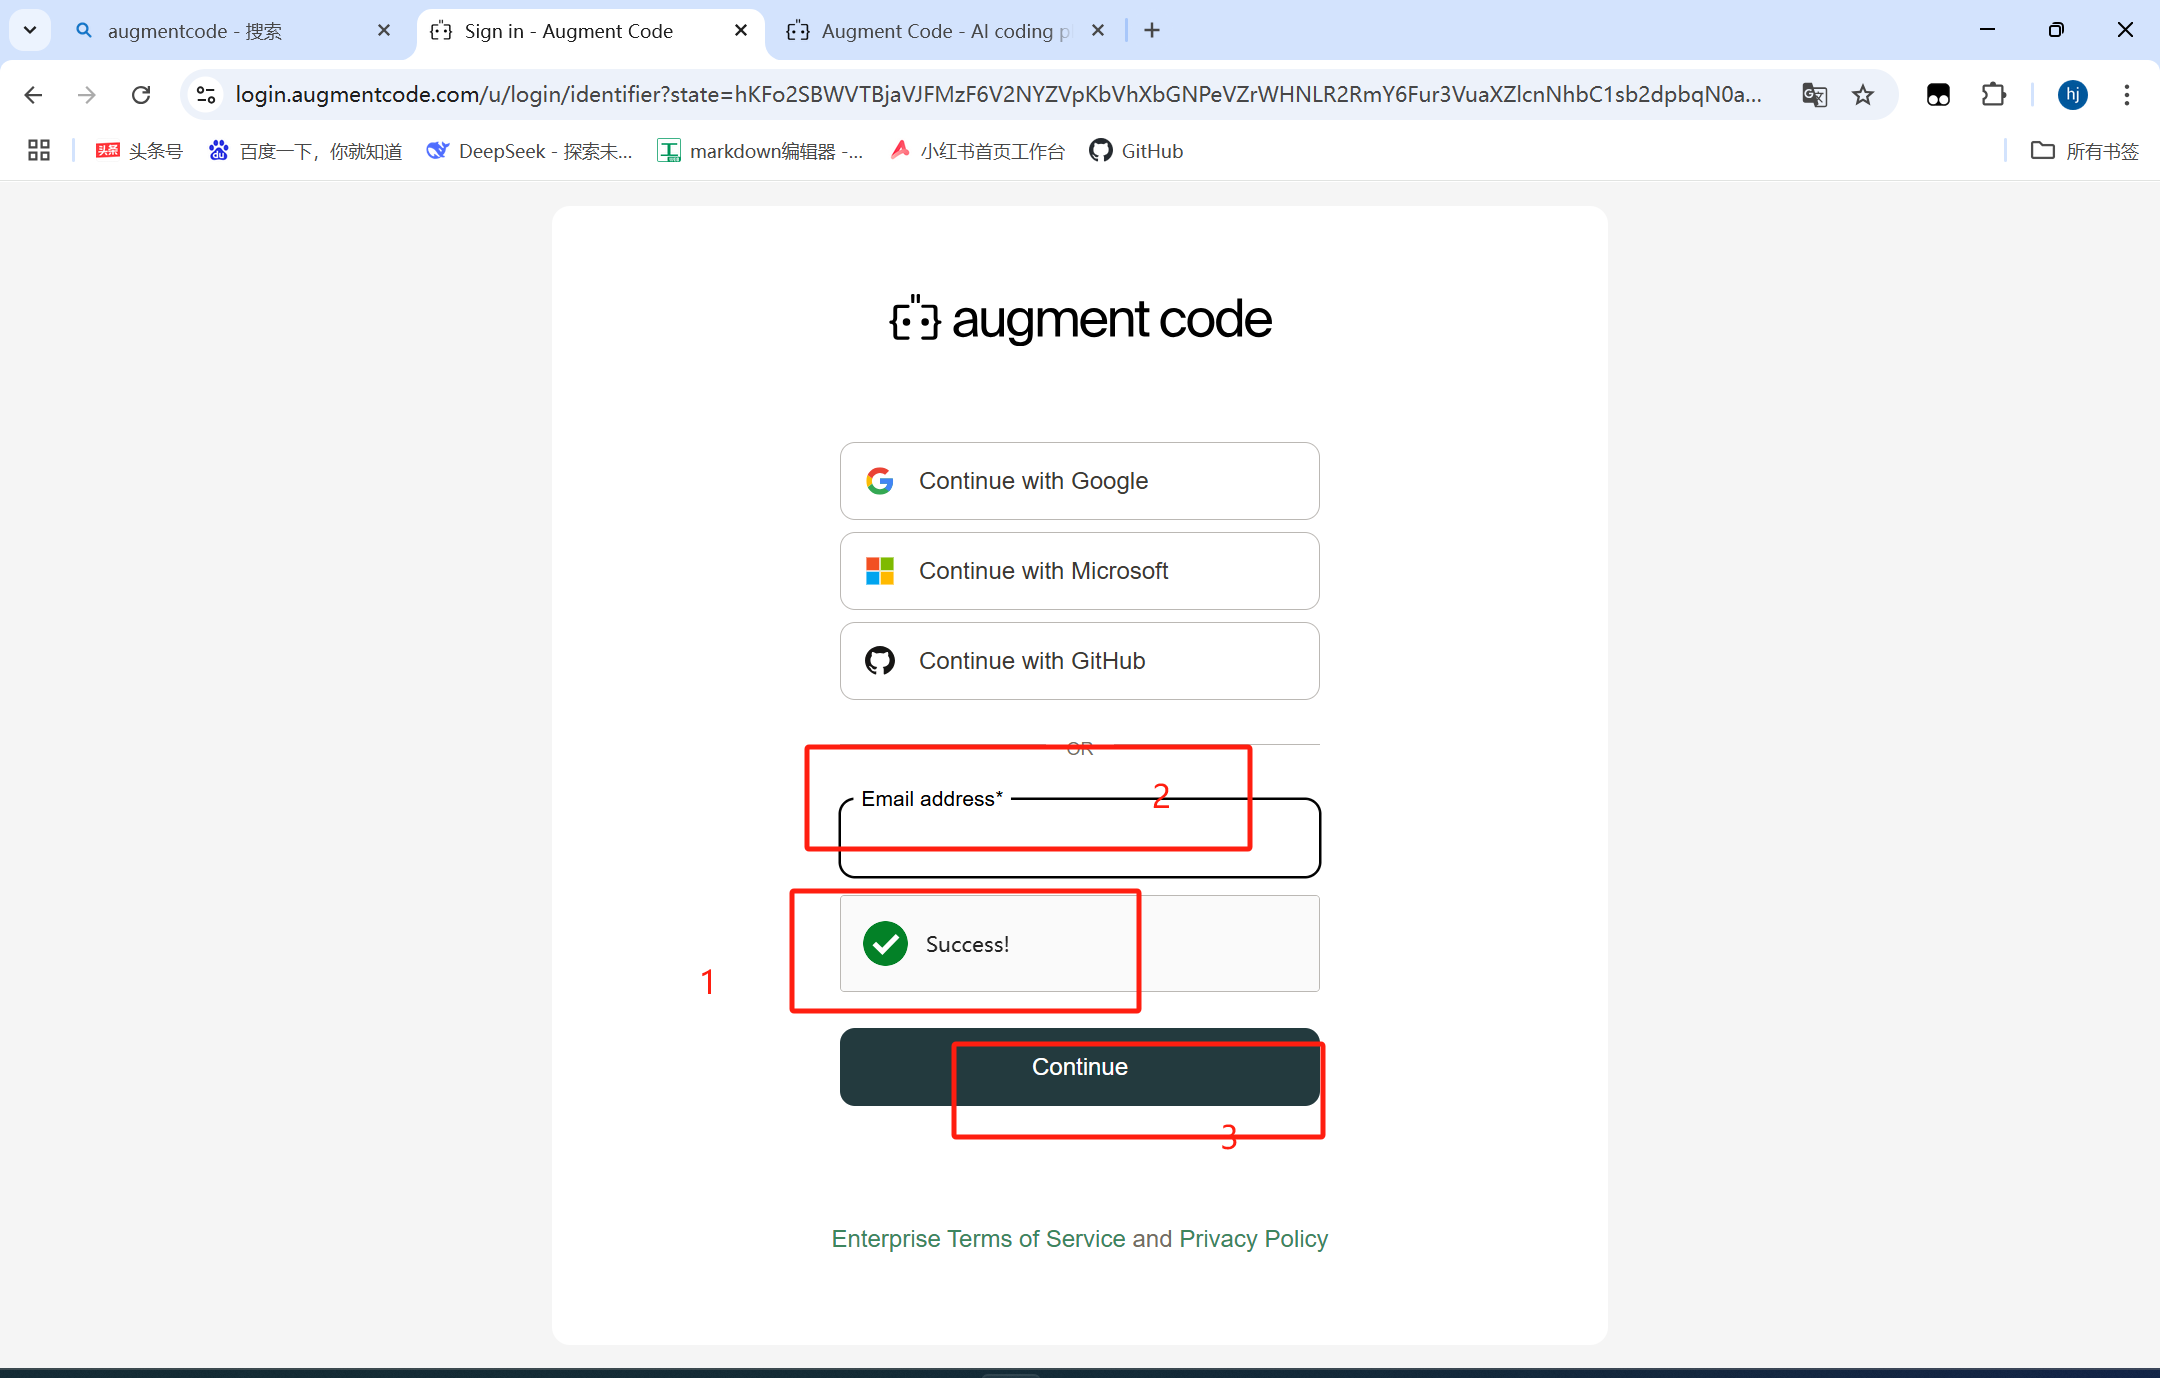 augmentcode - 搜索
Sign in - Augment Code
Augment Code - AI coding p
login.augmentcode.com/u/login/identifier?state=hKFo2SBWVTBjaVJFMzF6V2NYZVpKbVhXbGNPeVZrWHNLR2RmY6Fur3VuaXZlcnNhbC1sb2dpbqN0a...
hj
头条 头条号
du 百度一下，你就知道
DeepSeek - 探索未...
markdown编辑器 -...
小红书首页工作台
GitHub
所有书签
augment code
Continue with Google
Continue with Microsoft
Continue with GitHub
OR
Email address*
2
Success!
1
Continue
3
Enterprise Terms of Service and Privacy Policy